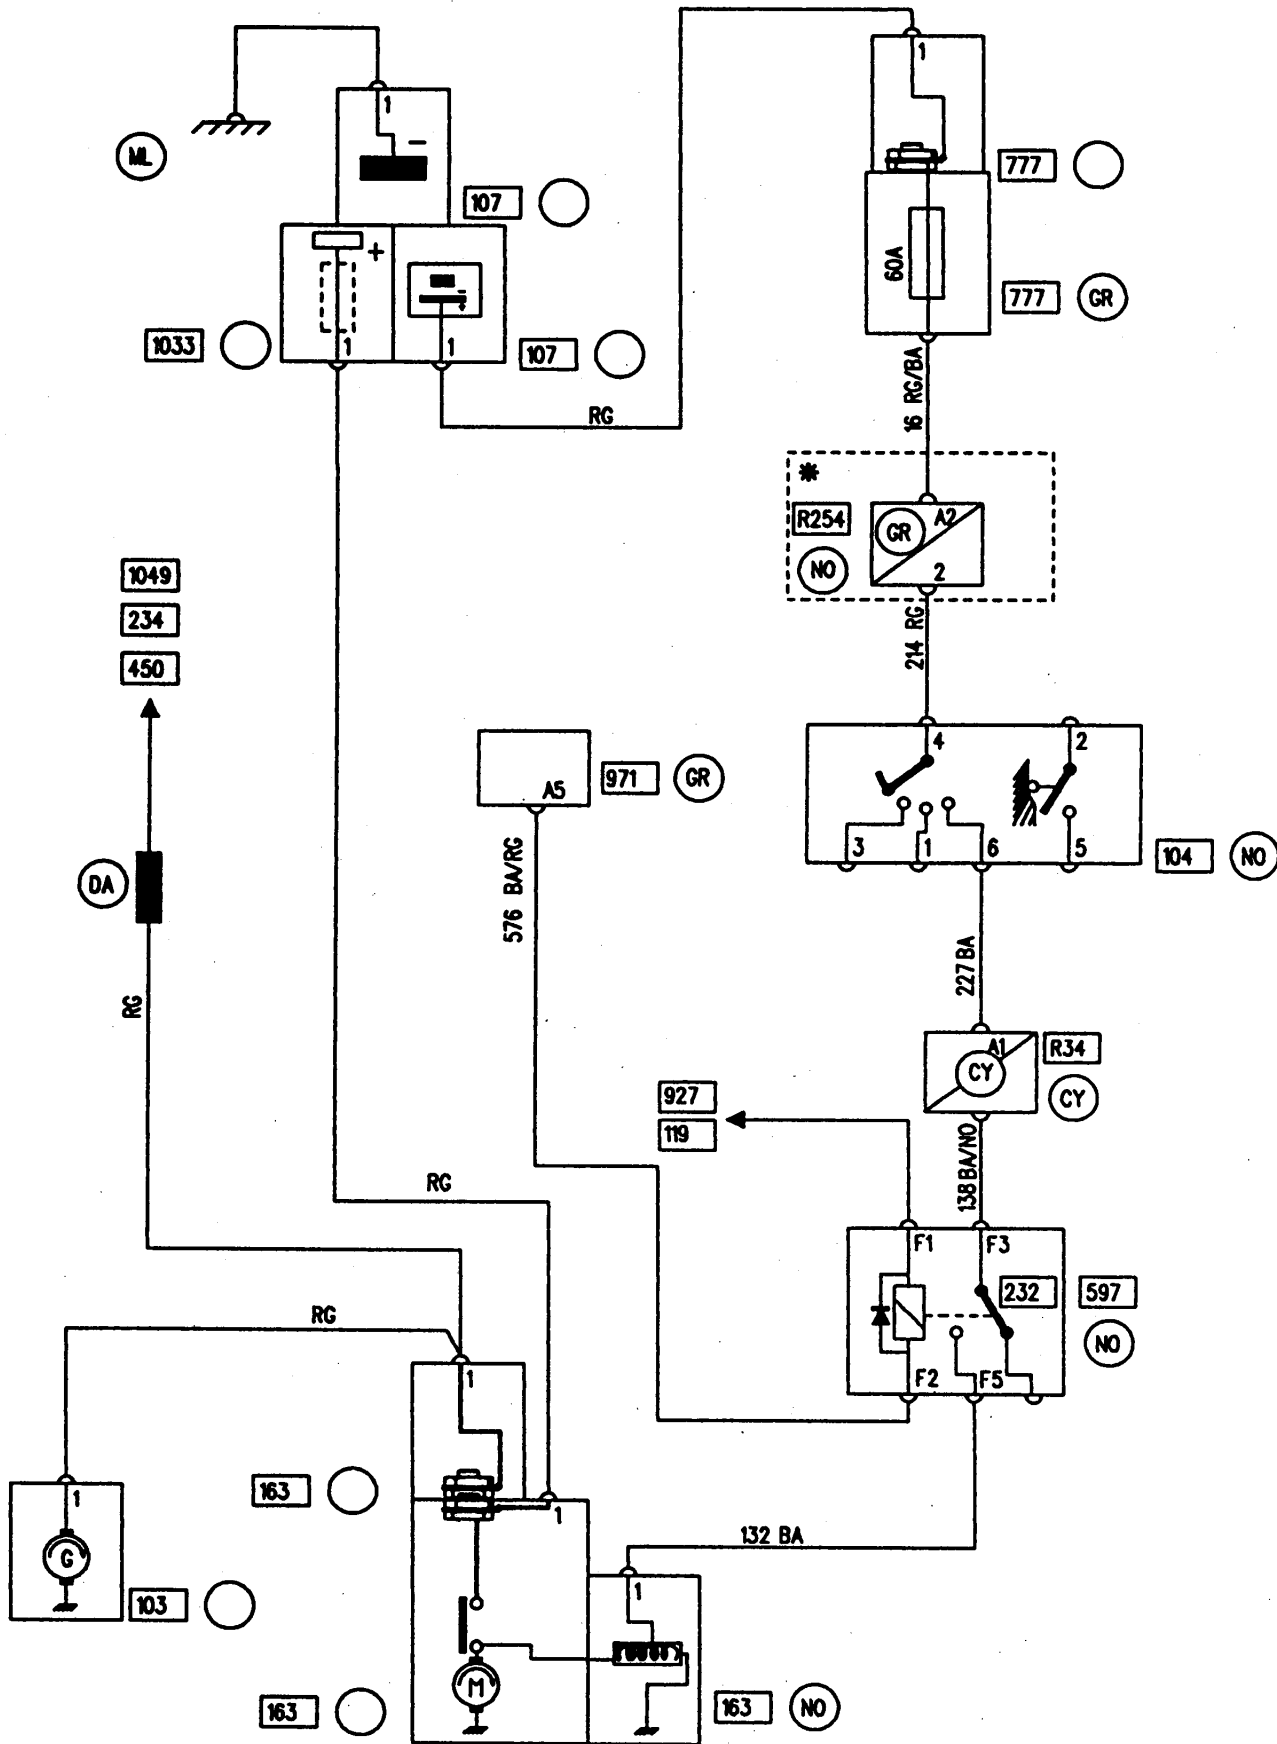 1
1
ML
–
777
107
+
60A
777
GR
1033
1
1
107
RG
16 RG/BA
R254
GR
A2
NO
2
1049
234
450
214 RG
4
2
A5
971
GR
3
1
6
5
104
NO
DA
576 BA/RG
227 BA
RG
A1
R34
CY
CY
927
119
138 BA/NO
RG
F1
F3
232
597
NO
RG
F2
F5
1
163
1
1
132 BA
G
103
1
M
163
163
NO